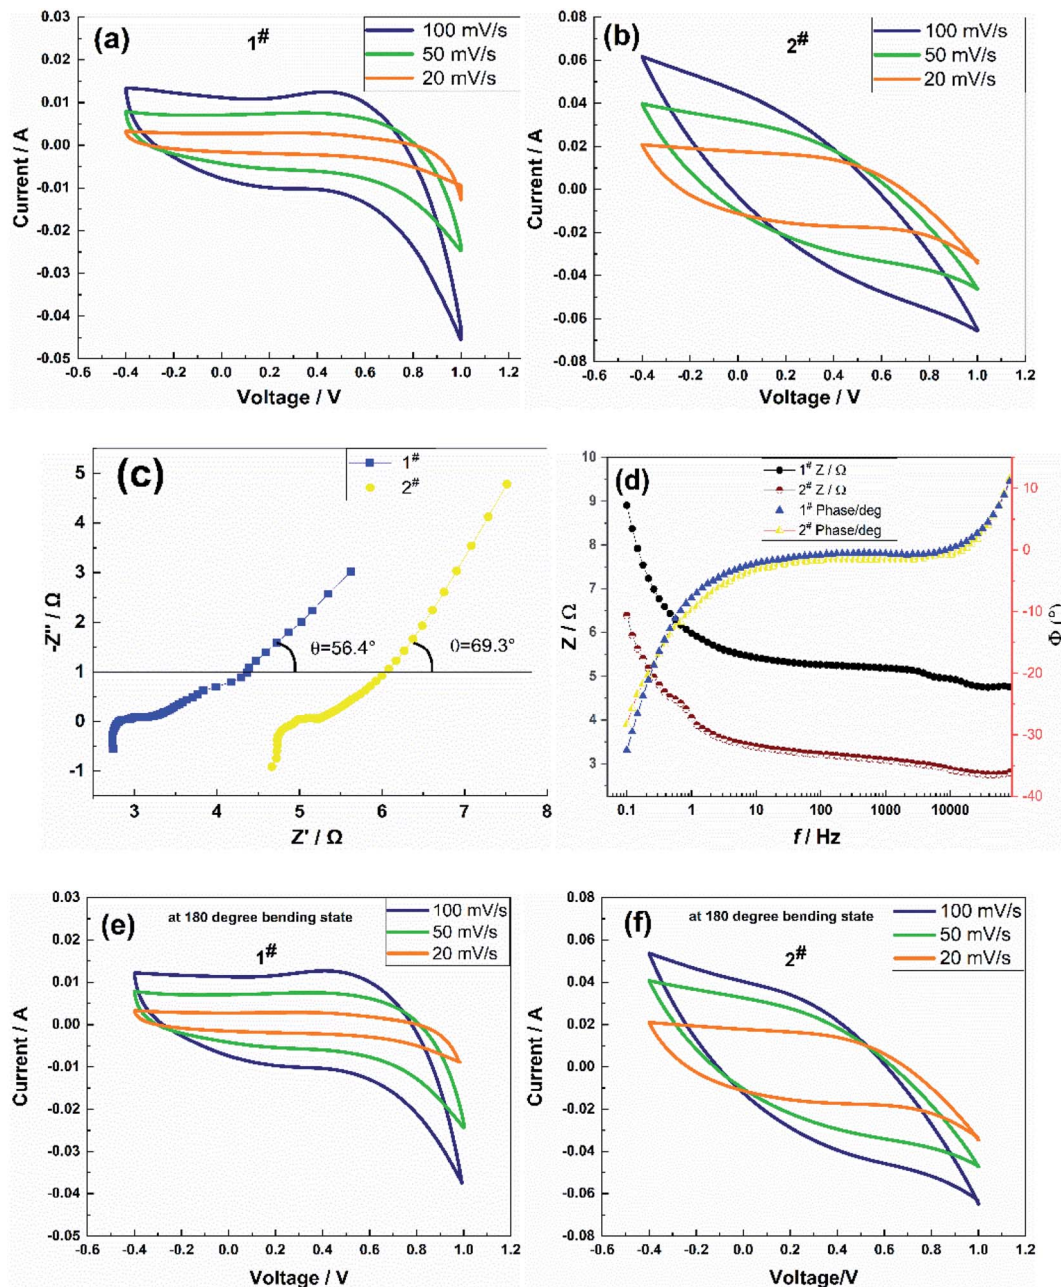 (a)
1#
100 mV/s
50 mV/s
20 mV/s
0.03
0.02
0.01
0.00
-0.01
-0.02
-0.03
-0.04
-0.05
Current / A
-0.6 -0.4 -0.2 0.0 0.2 0.4 0.6 0.8 1.0 1.2
Voltage / V
(b)
2#
100 mV/s
50 mV/s
20 mV/s
0.08
0.06
0.04
0.02
0.00
-0.02
-0.04
-0.06
-0.08
Current / A
-0.6 -0.4 -0.2 0.0 0.2 0.4 0.6 0.8 1.0 1.2
Voltage / V
(c)
1#
2#
5
4
3
2
1
0
-1
-Z'' / Ω
θ=56.4°
θ=69.3°
3 4 5 6 7 8
Z' / Ω
(d)
1# Z / Ω
2# Z / Ω
1# Phase/deg
2# Phase/deg
10
9
8
7
6
5
4
3
Z / Ω
15
10
0
-10
-20
-30
-40
0.1 1 10 100 1000 10000
f / Hz
(e)
at 180 degree bending state
1#
100 mV/s
50 mV/s
20 mV/s
0.03
0.02
0.01
0.00
-0.01
-0.02
-0.03
-0.04
-0.05
Current / A
-0.6 -0.4 -0.2 0.0 0.2 0.4 0.6 0.8 1.0 1.2
Voltage / V
(f)
at 180 degree bending state
2#
100 mV/s
50 mV/s
20 mV/s
0.08
0.06
0.04
0.02
0.00
-0.02
-0.04
-0.06
-0.08
Current / A
-0.6 -0.4 -0.2 0.0 0.2 0.4 0.6 0.8 1.0 1.2
Voltage/V